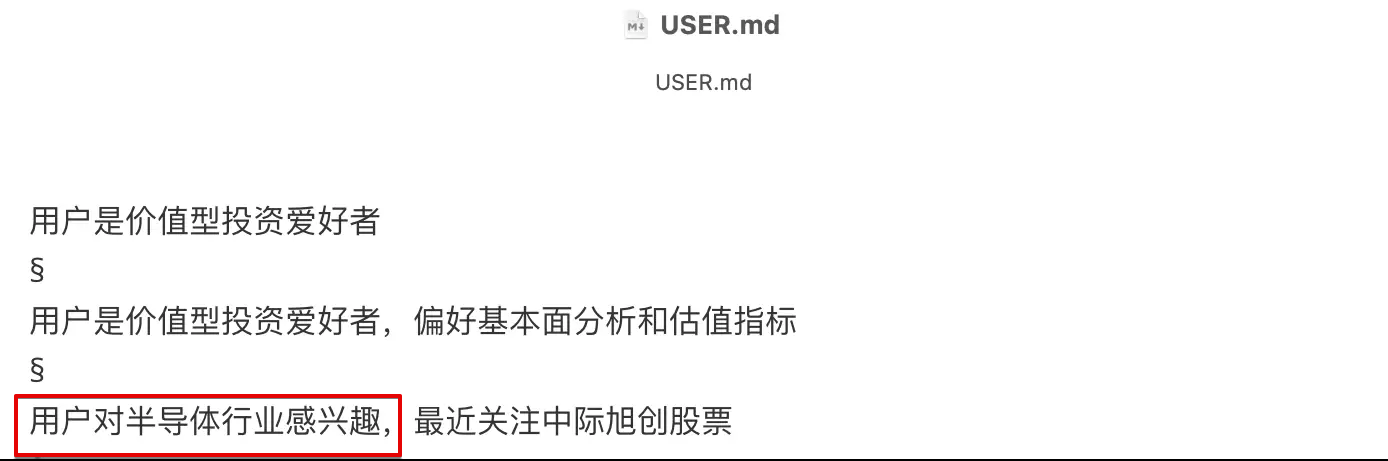 USER.md
USER.md
用户是价值型投资爱好者
§
用户是价值型投资爱好者，偏好基本面分析和估值指标
§
用户对半导体行业感兴趣，最近关注中际旭创股票